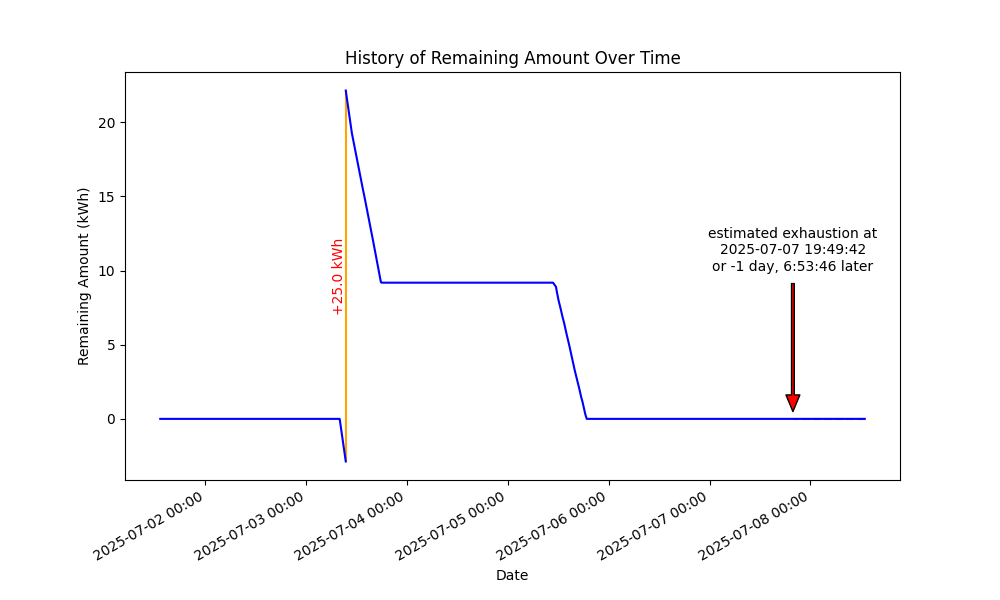 History of Remaining Amount Over Time
Remaining Amount (kWh)
20
15
10
5
0
+25.0 kWh
estimated exhaustion at
2025-07-07 19:49:42
or -1 day, 6:53:46 later
2025-07-02 00:00
2025-07-03 00:00
2025-07-04 00:00
2025-07-05 00:00
2025-07-06 00:00
2025-07-07 00:00
2025-07-08 00:00
Date